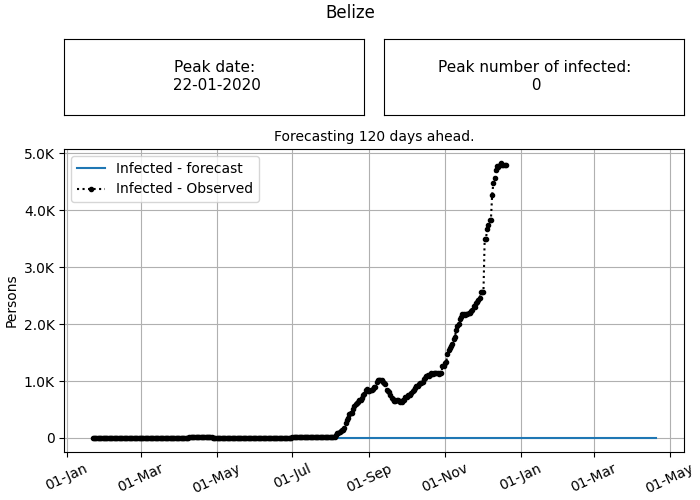 Belize
Peak date:
22-01-2020
Peak number of infected:
0
Forecasting 120 days ahead.
Infected - forecast
Infected - Observed
5.0K
4.0K
3.0K
2.0K
1.0K
0
Persons
01-Jan
01-Mar
01-May
01-Jul
01-Sep
01-Nov
01-Jan
01-Mar
01-May